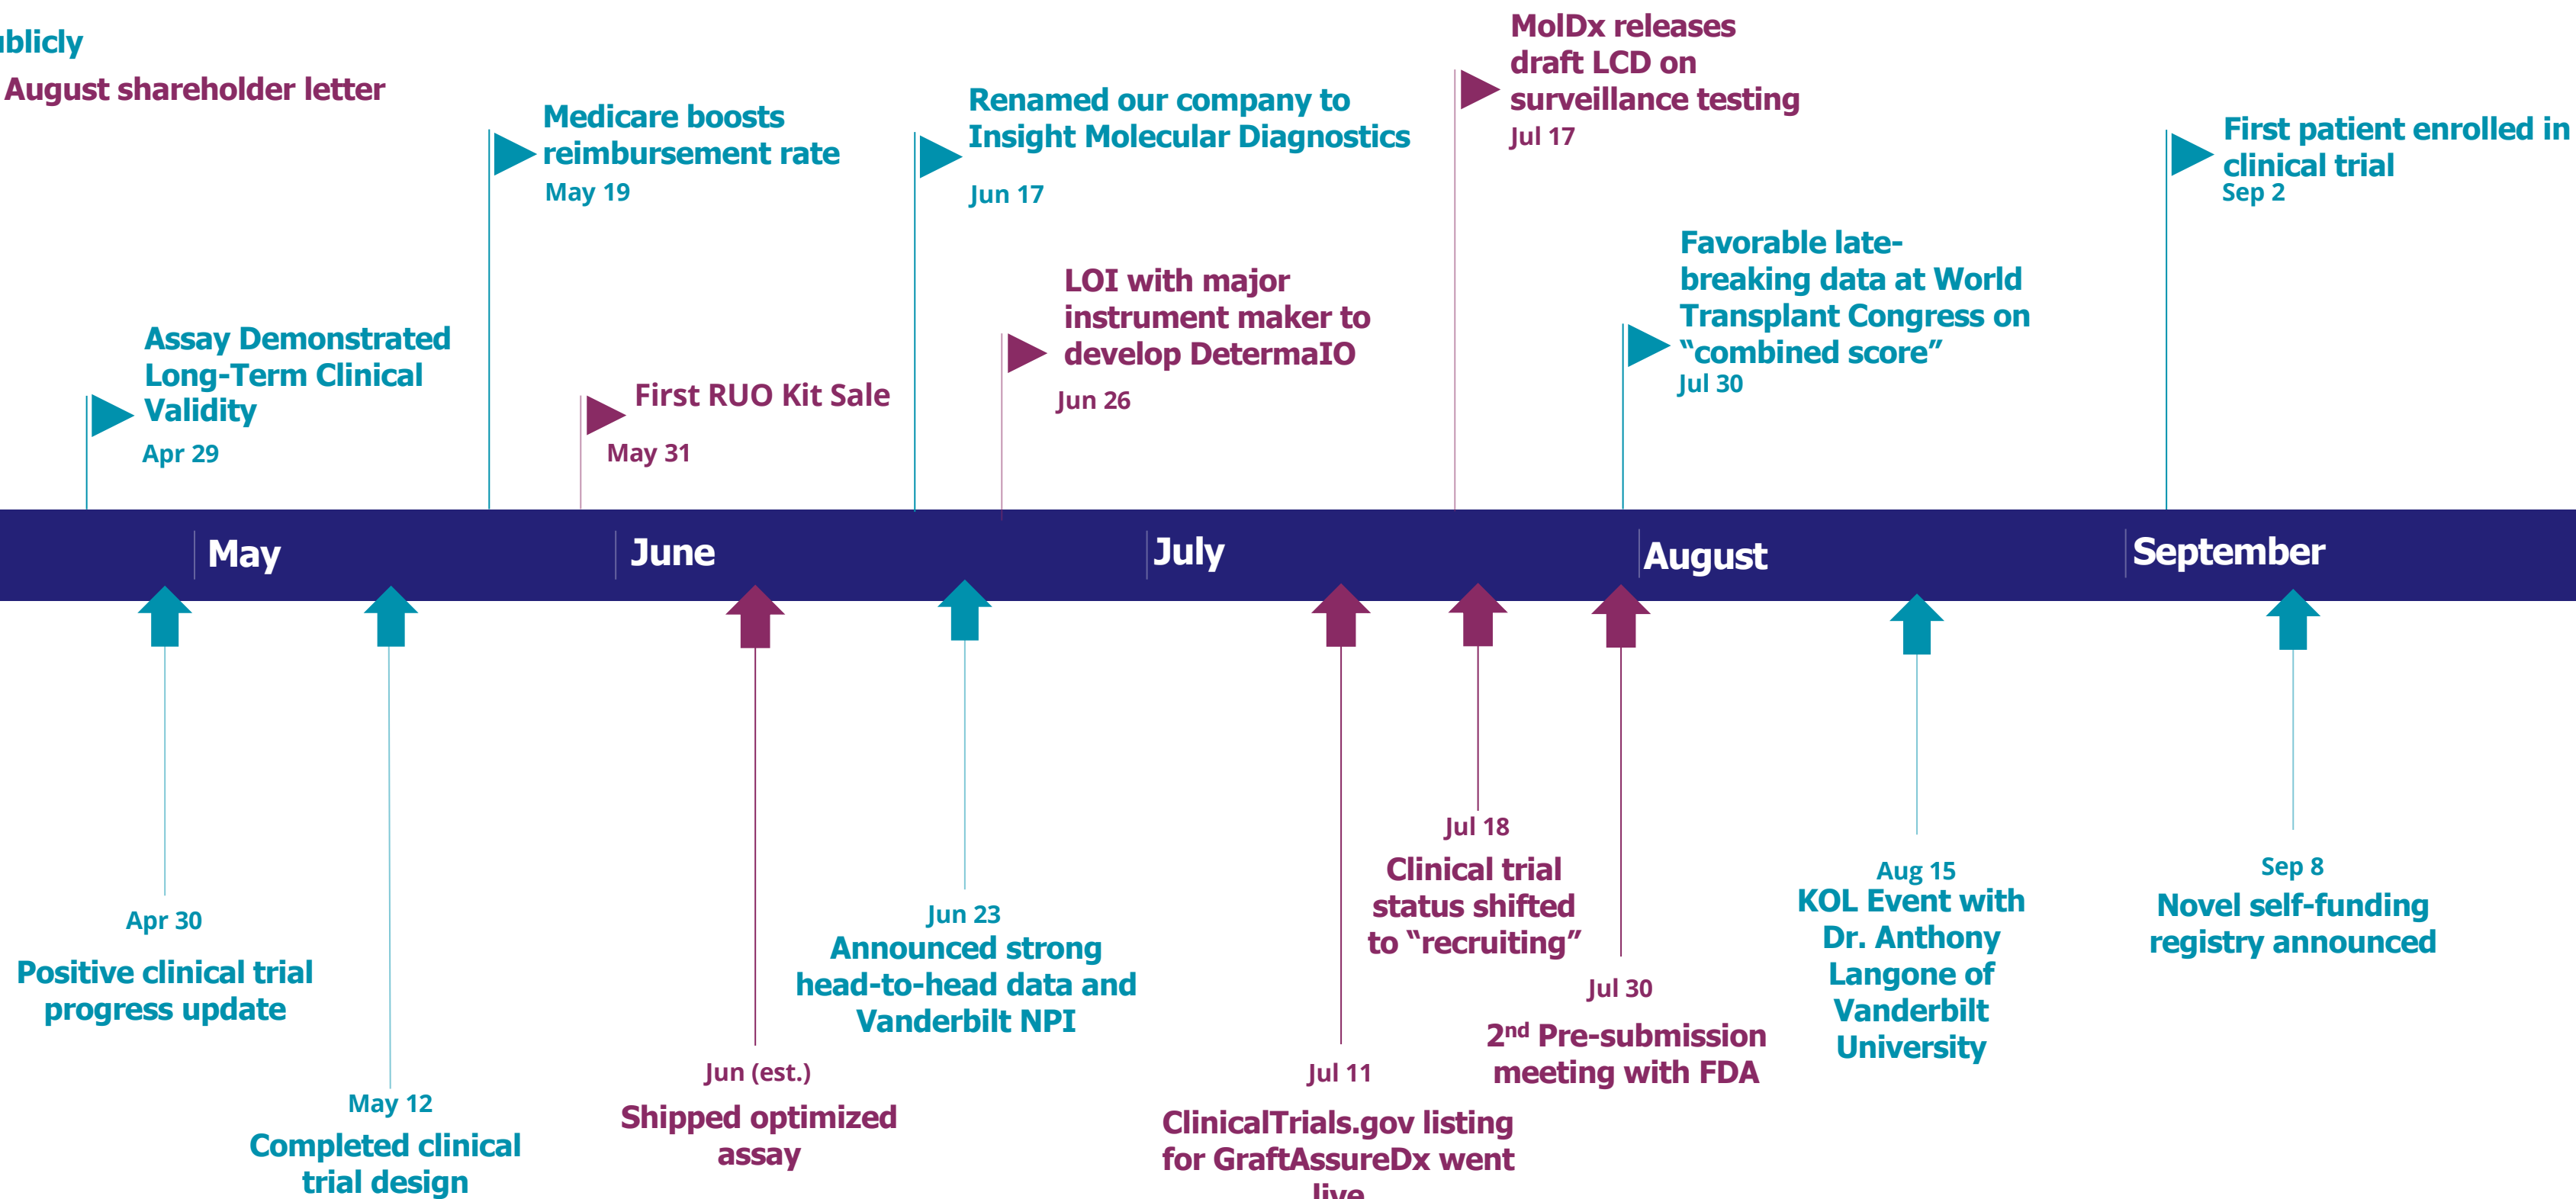 August shareholder letter
MolDx releases
draft LCD on
surveillance testing
Jul 17
Medicare boosts
reimbursement rate
May 19
Renamed our company to
Insight Molecular Diagnostics
Jun 17
First patient enrolled in
clinical trial
Sep 2
Assay Demonstrated
Long-Term Clinical
Validity
Apr 29
First RUO Kit Sale
May 31
LOI with major
instrument maker to
develop DetermaIO
Jun 26
Favorable late-
breaking data at World
Transplant Congress on
“combined score”
Jul 30
May
June
July
August
September
Apr 30
Positive clinical trial
progress update
May 12
Completed clinical
trial design
Jun (est.)
Shipped optimized
assay
Jun 23
Announced strong
head-to-head data and
Vanderbilt NPI
Jul 11
ClinicalTrials.gov listing
for GraftAssureDx went
live
Jul 18
Clinical trial
status shifted
to “recruiting”
Jul 30
2nd Pre-submission
meeting with FDA
Aug 15
KOL Event with
Dr. Anthony
Langone of
Vanderbilt
University
Sep 8
Novel self-funding
registry announced